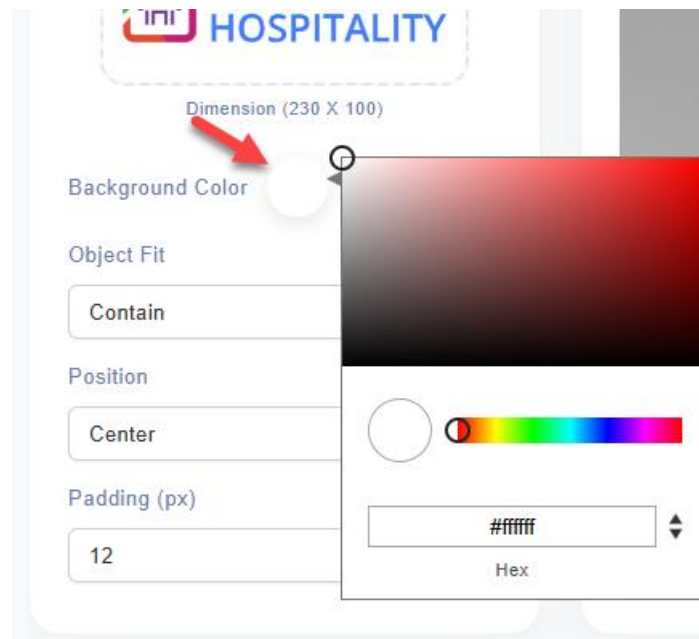 HOSPITALITY
Dimension (230 X 100)
Background Color
Object Fit
Contain
Position
Center
Padding (px)
12
#ffffff
Hex